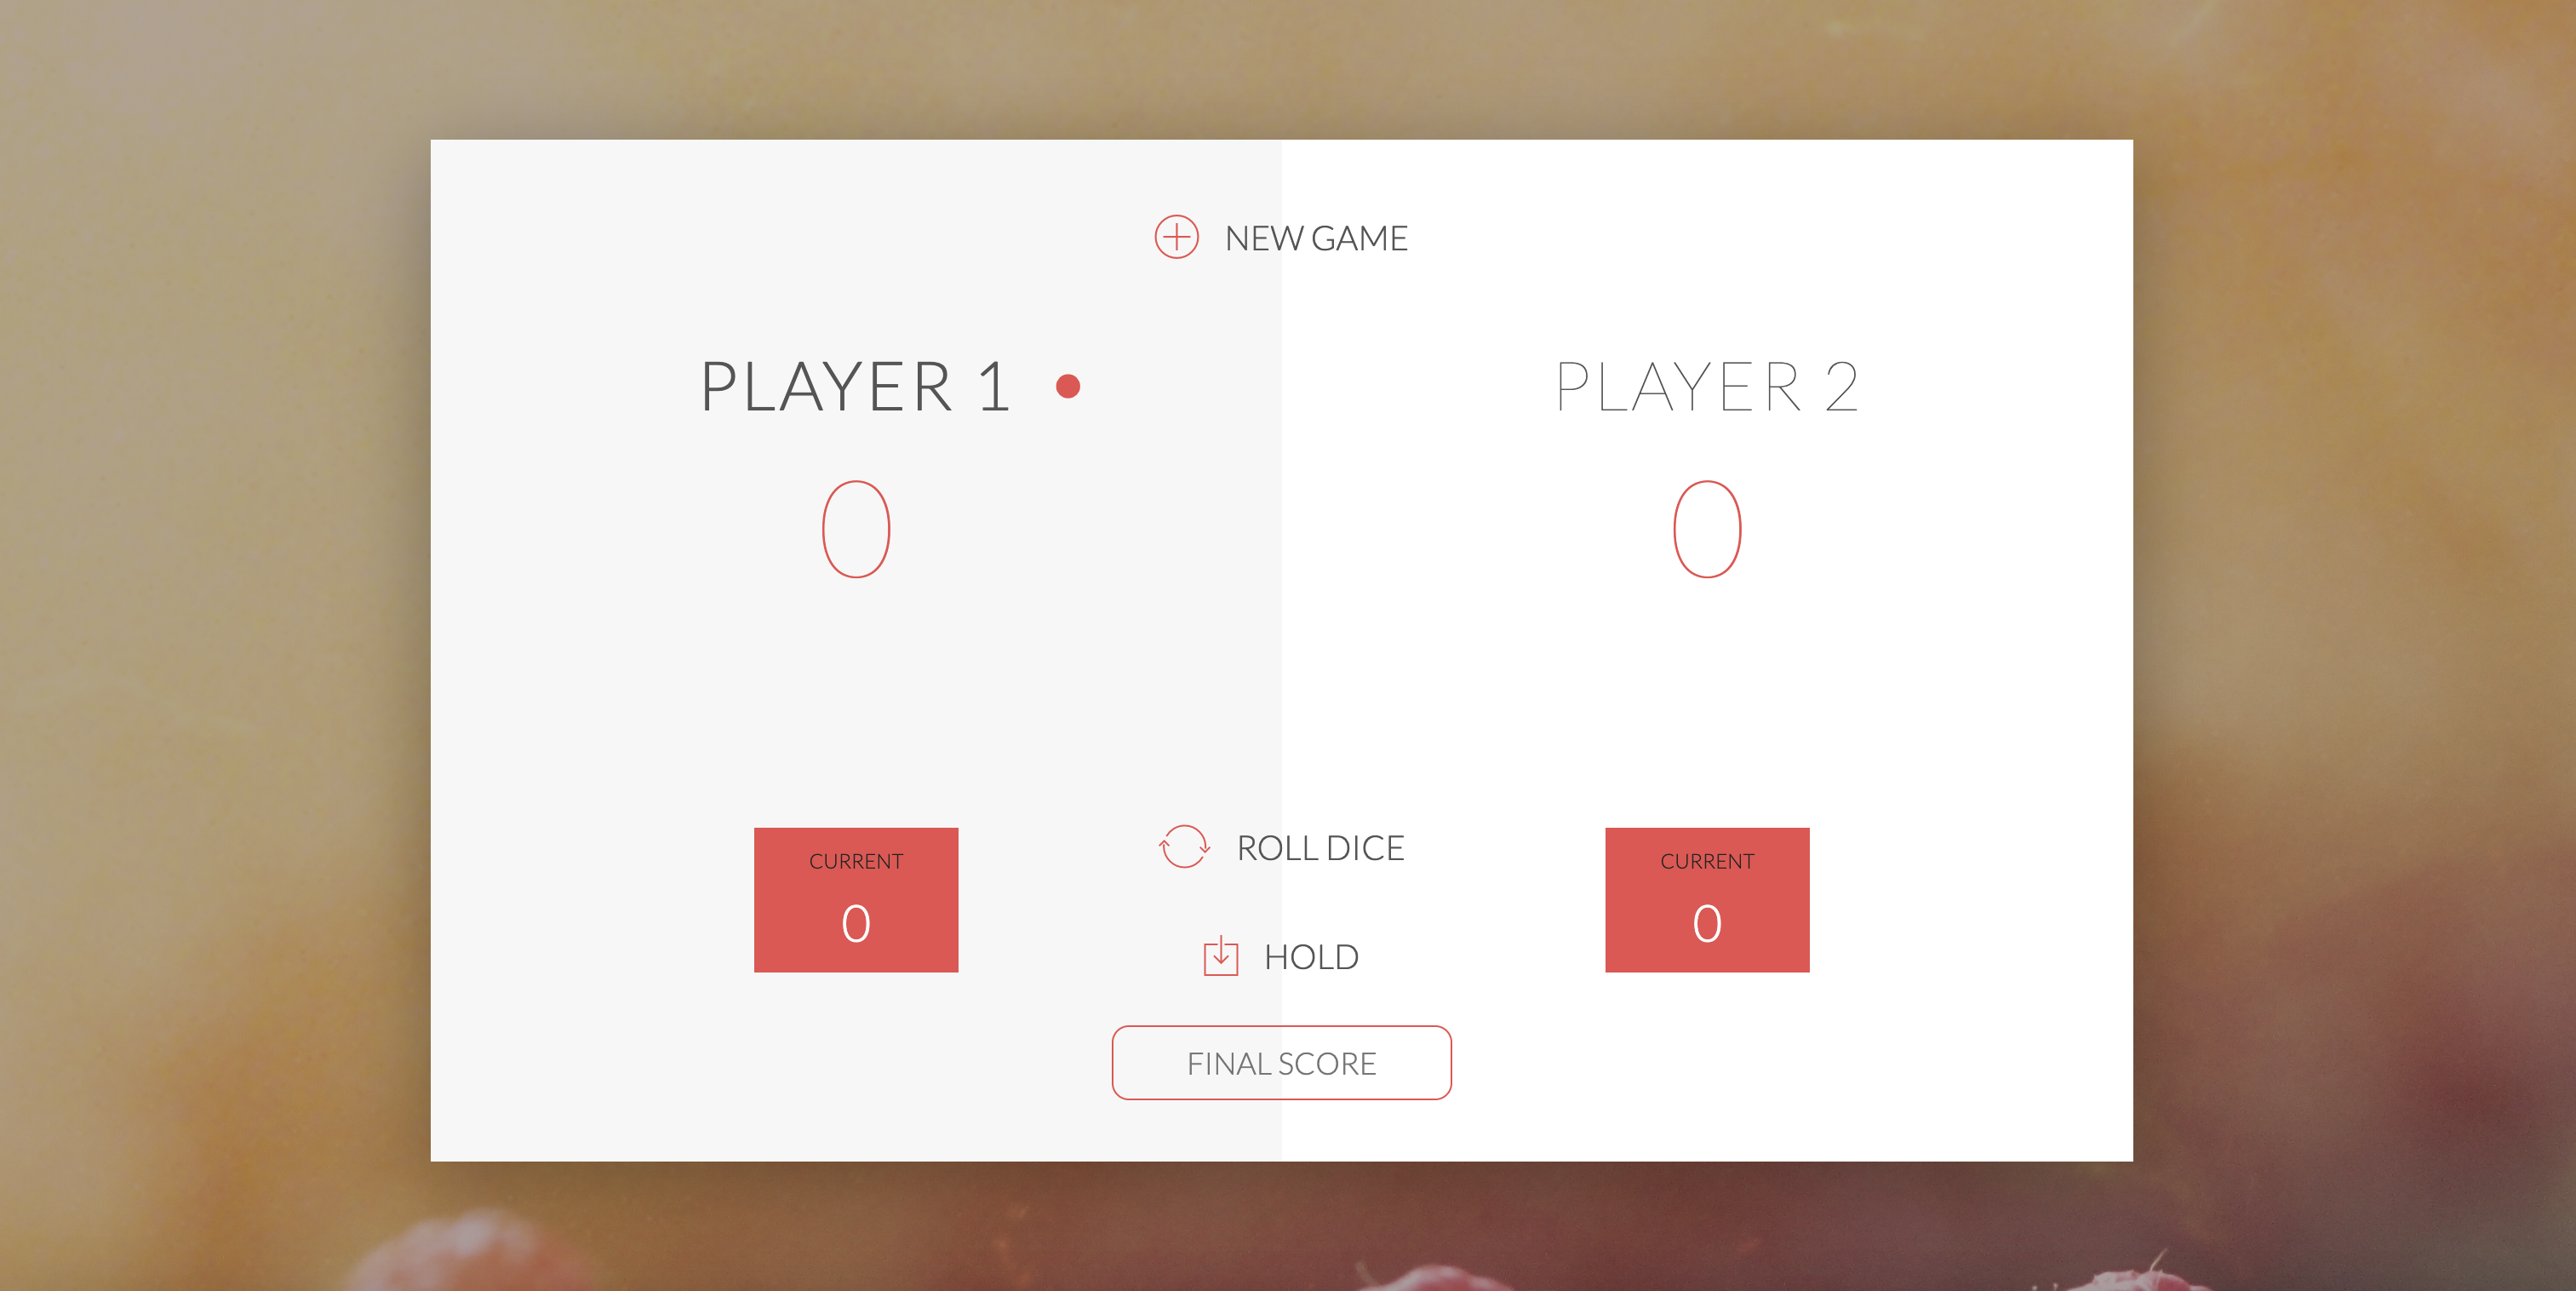 NEW GAME
PLAYER 1
0
PLAYER 2
0
CURRENT
0
ROLL DICE
HOLD
CURRENT
0
FINAL SCORE